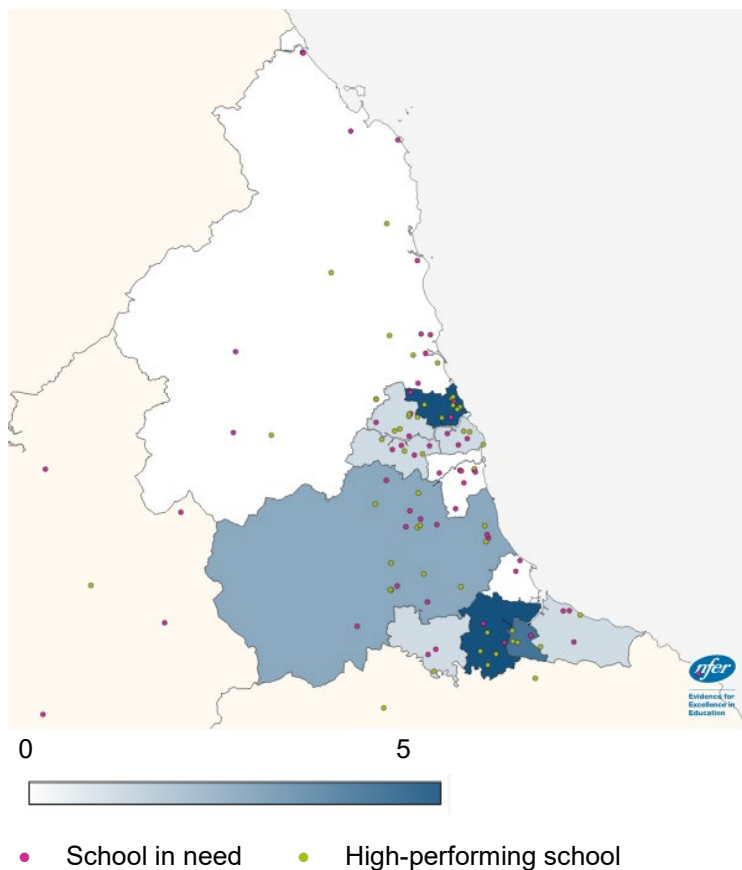 nfer
Evidence for
Excellence in
Education
0 5
School in need High-performing school